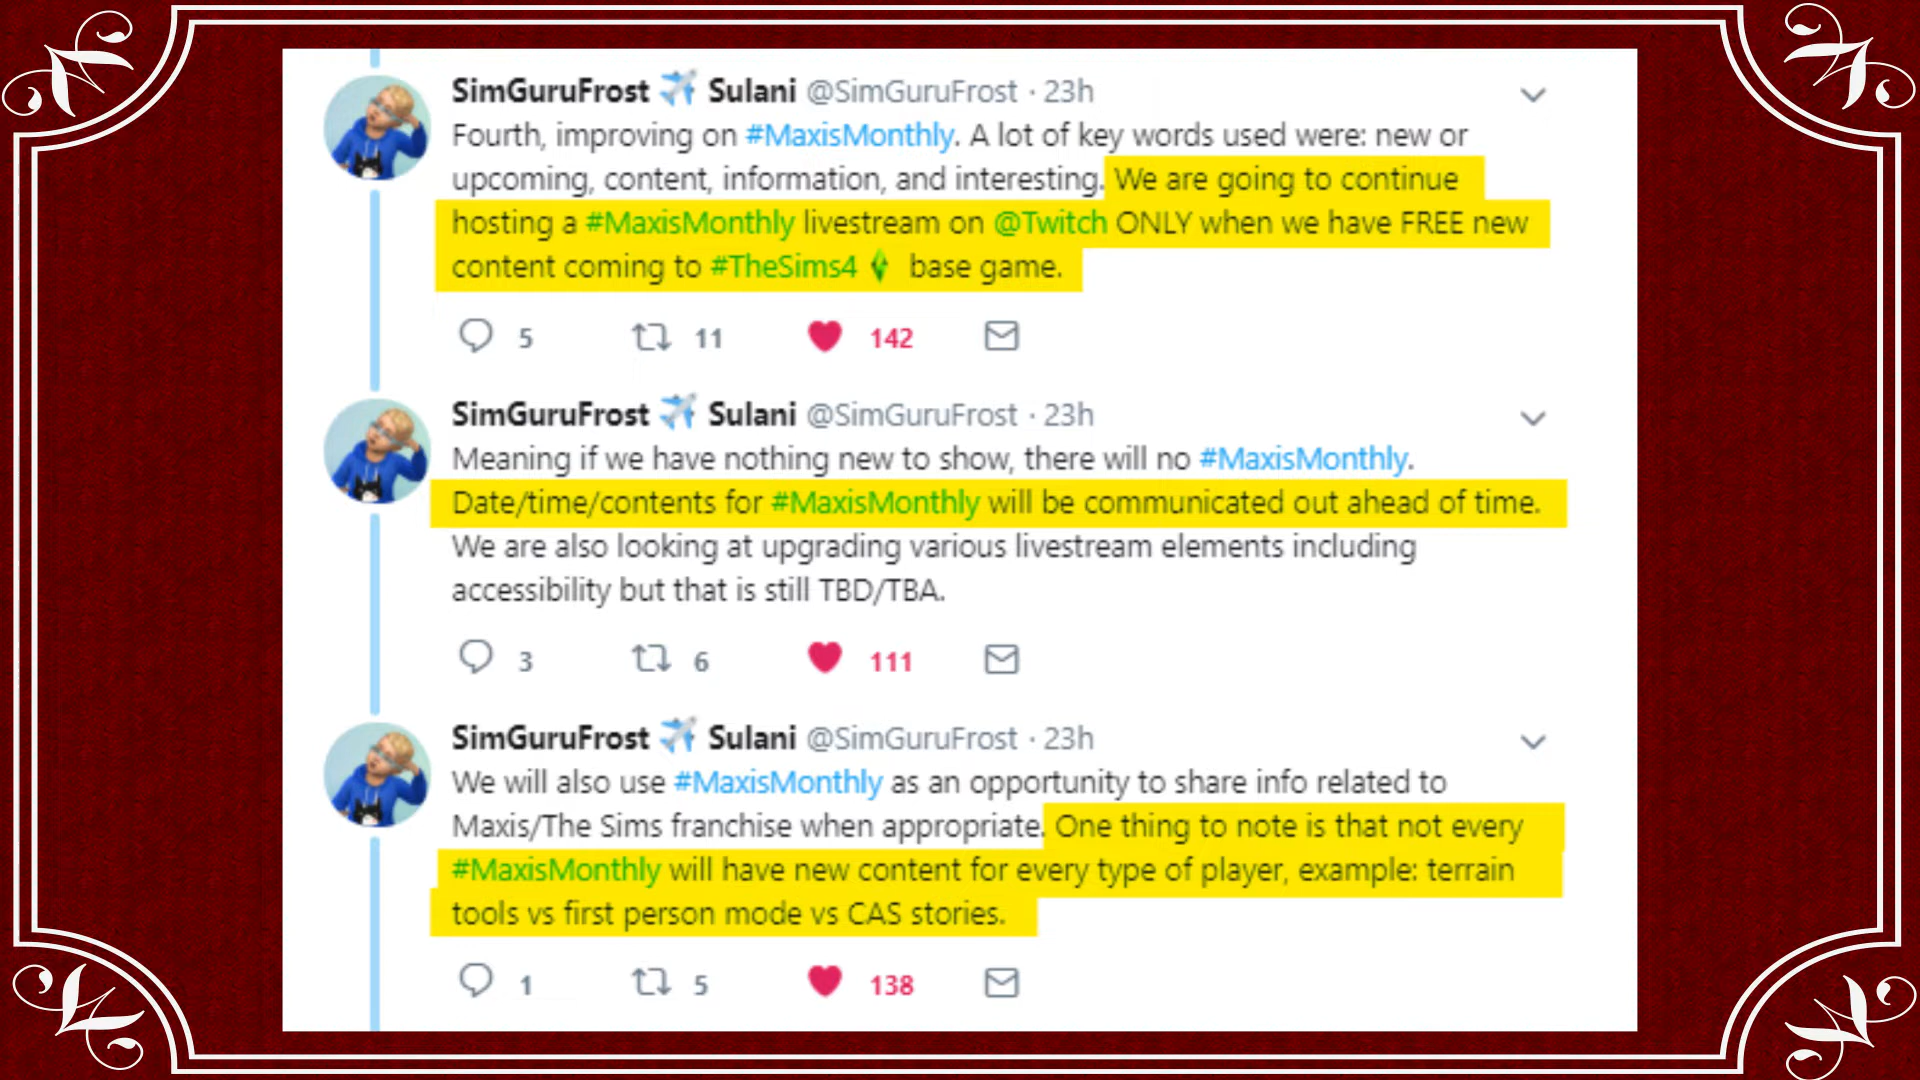 SimGuruFrost ✈️ Sulani @SimGuruFrost · 23h
Fourth, improving on #MaxisMonthly. A lot of key words used were: new or
upcoming, content, information, and interesting. We are going to continue
hosting a #MaxisMonthly livestream on @Twitch ONLY when we have FREE new
content coming to #TheSims4 base game.
5 11 142
SimGuruFrost ✈️ Sulani @SimGuruFrost · 23h
Meaning if we have nothing new to show, there will no #MaxisMonthly.
Date/time/contents for #MaxisMonthly will be communicated out ahead of time.
We are also looking at upgrading various livestream elements including
accessibility but that is still TBD/TBA.
3 6 111
SimGuruFrost ✈️ Sulani @SimGuruFrost · 23h
We will also use #MaxisMonthly as an opportunity to share info related to
Maxis/The Sims franchise when appropriate. One thing to note is that not every
#MaxisMonthly will have new content for every type of player, example: terrain
tools vs first person mode vs CAS stories.
1 5 138